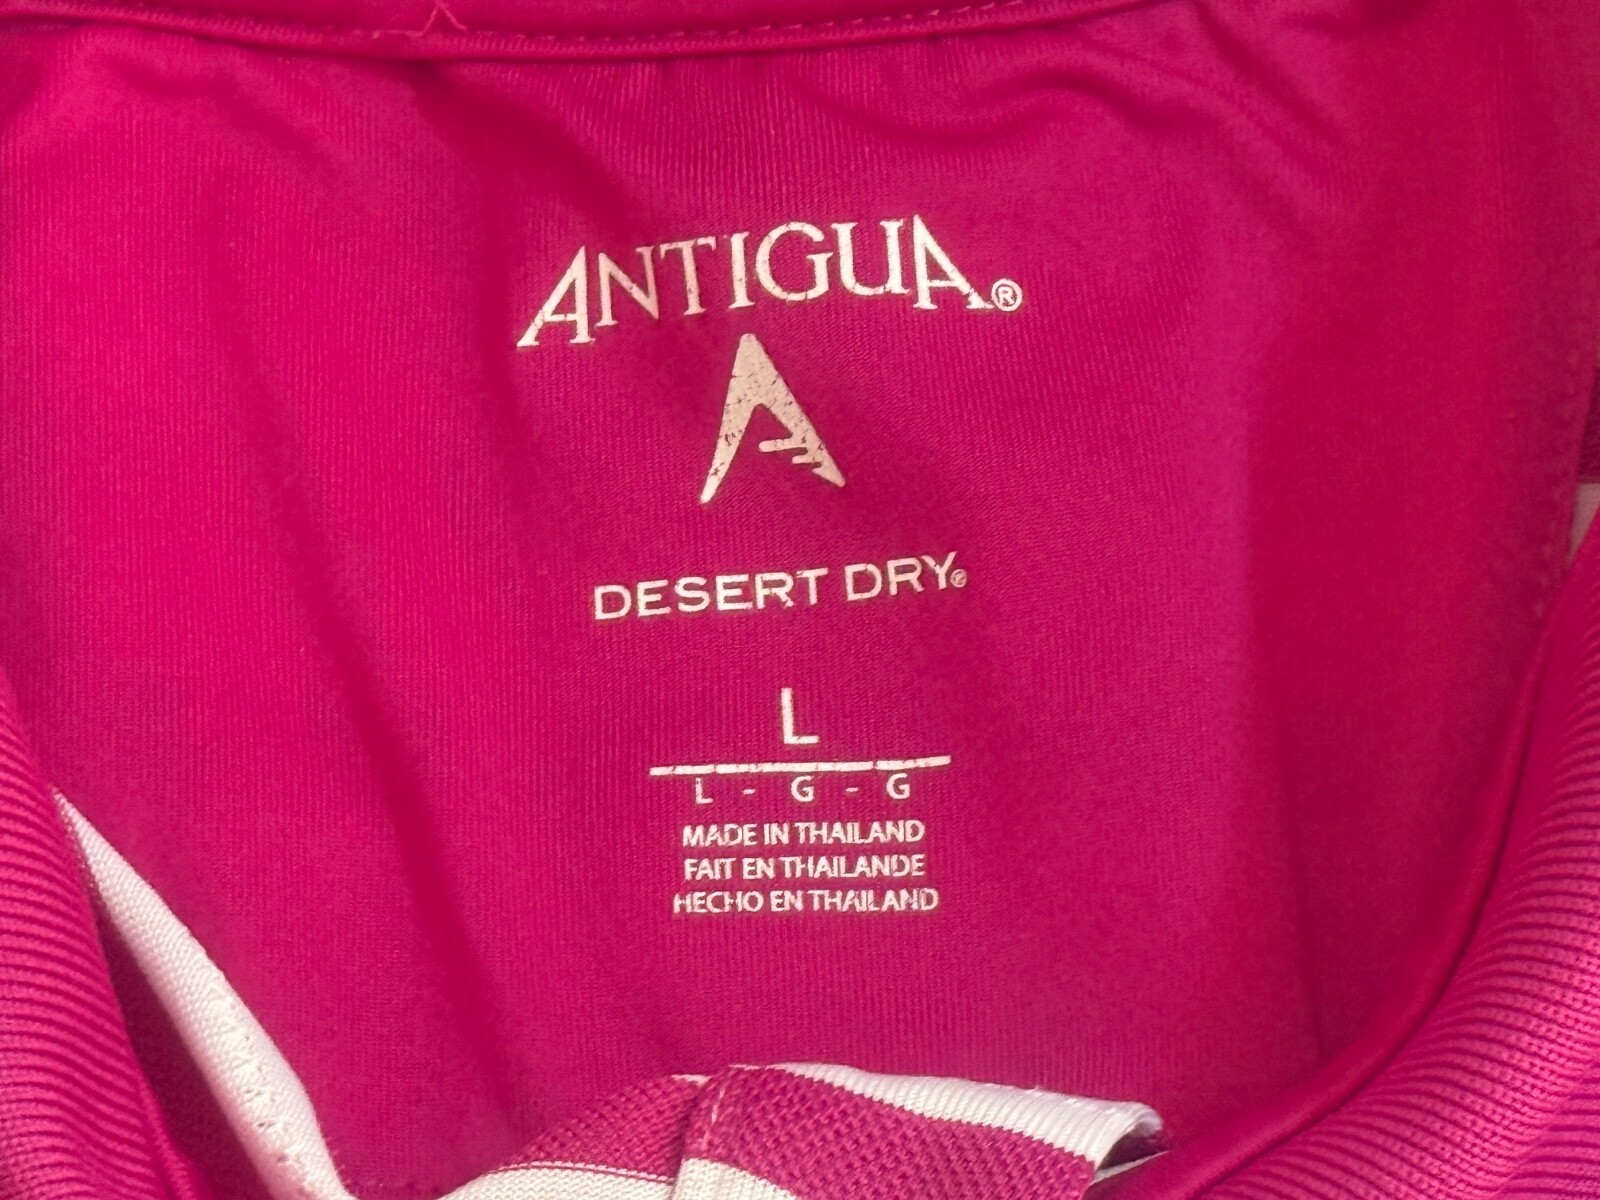 ANTIGUA®
DESERT DRY®
L
L - G - G
MADE IN THAILAND
FAIT EN THAILANDE
HECHO EN THAILAND